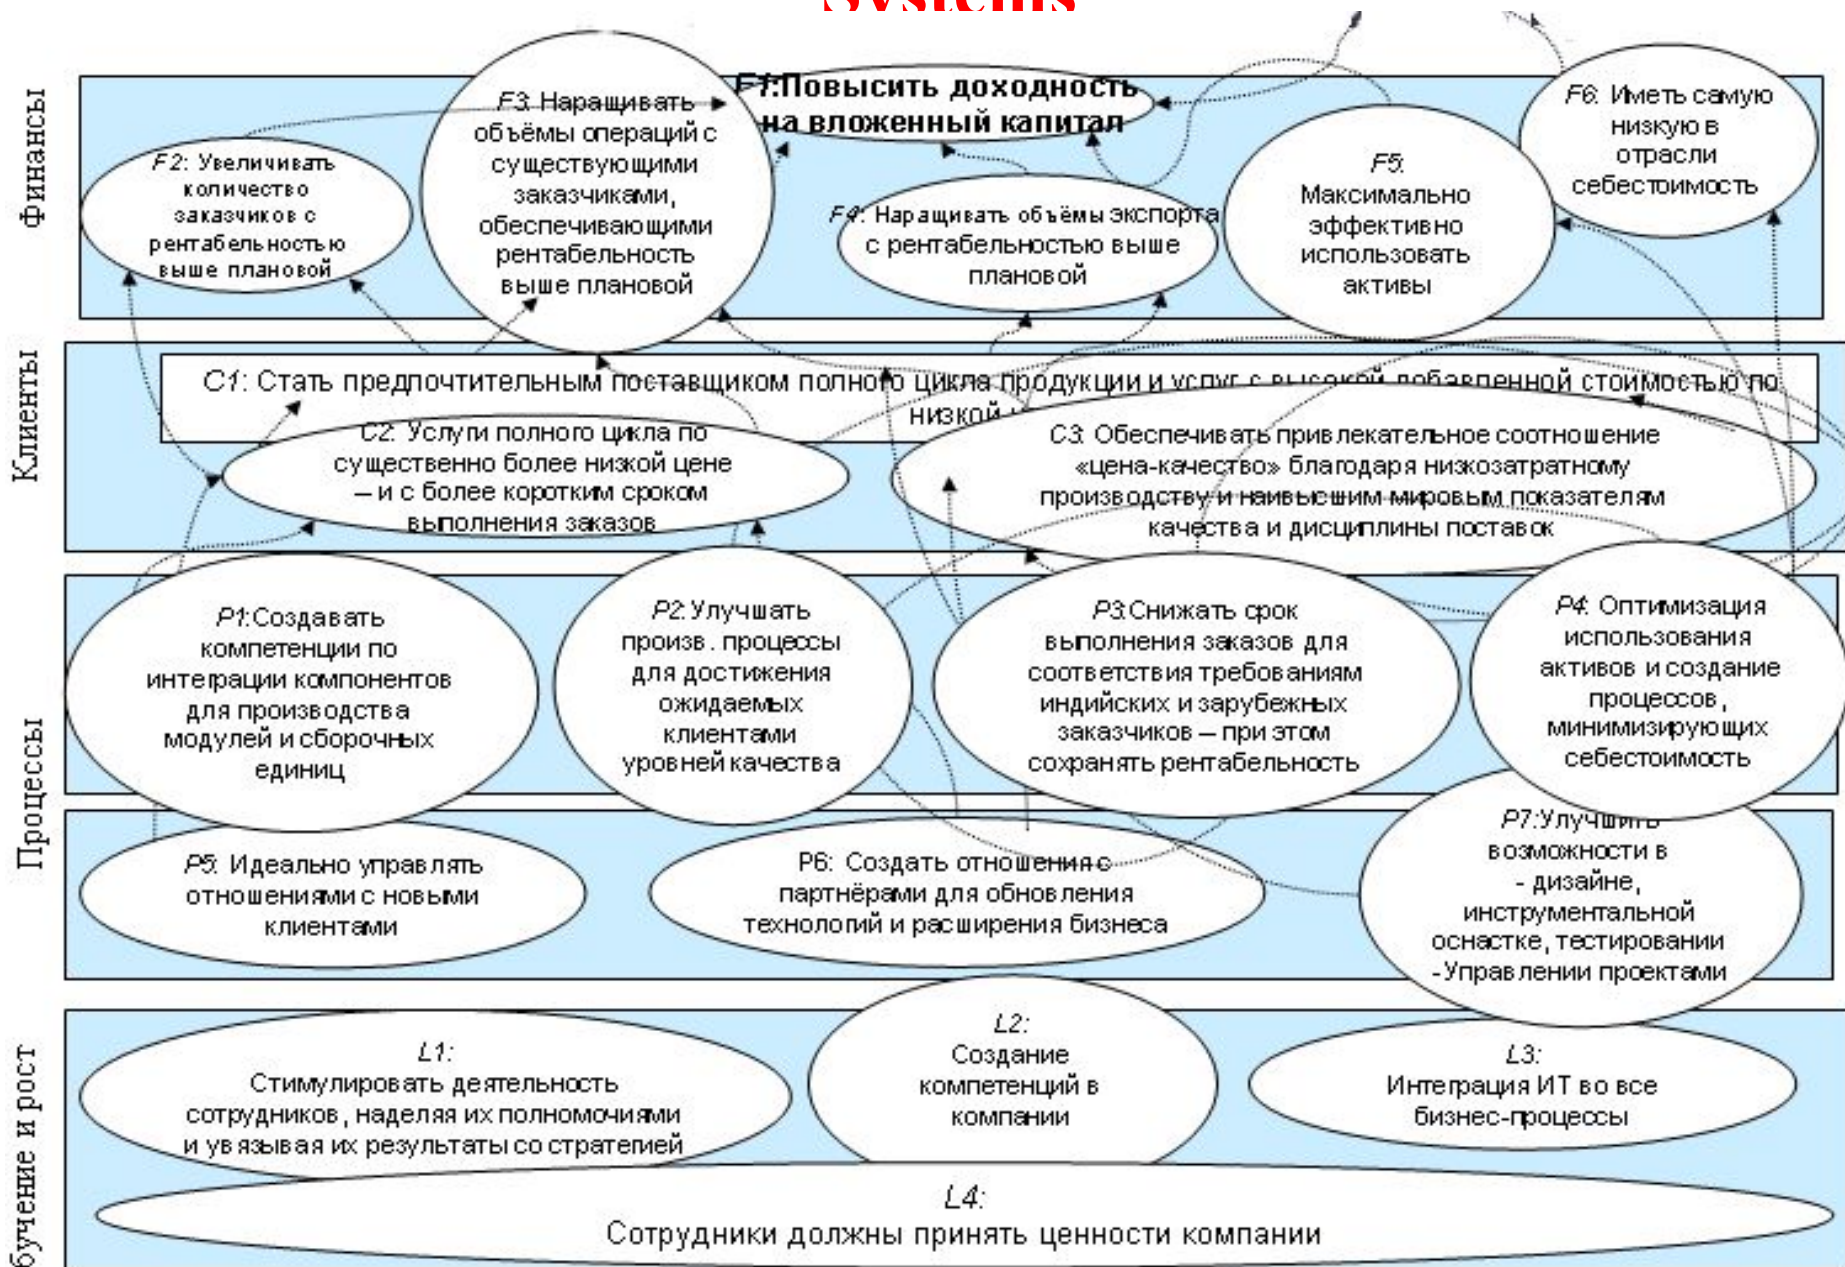 Systems
Финансы
F1:Повысить доходность
на вложенный капитал
F2: Увеличивать
количество
заказчиков с
рентабельностью
выше плановой
F3: Наращивать
объёмы операций с
существующими
заказчиками,
обеспечивающими
рентабельность
выше плановой
F4: Наращивать объёмы экспорта
с рентабельностью выше
плановой
F5:
Максимально
эффективно
использовать
активы
F6: Иметь самую
низкую в
отрасли
себестоимость
Клиенты
C1: Стать предпочтительным поставщиком полного цикла продукции и услуг с высокой добавленной стоимостью по
низкой
C2: Услуги полного цикла по
существенно более низкой цене
– и с более коротким сроком
выполнения заказов
C3: Обеспечивать привлекательное соотношение
«цена-качество» благодаря низкозатратному
производству и наивысшим мировым показателям
качества и дисциплины поставок
Процессы
P1:Создавать
компетенции по
интеграции компонентов
для производства
модулей и сборочных
единиц
P2:Улучшать
произв. процессы
для достижения
ожидаемых
клиентами
уровней качества
P3:Снижать срок
выполнения заказов для
соответствия требованиям
индийских и зарубежных
заказчиков – при этом
сохранять рентабельность
P4: Оптимизация
использования
активов и создание
процессов,
минимизирующих
себестоимость
P5: Идеально управлять
отношениями с новыми
клиентами
P6: Создать отношения с
партнёрами для обновления
технологий и расширения бизнеса
P7:Улучшить
возможности в
- дизайне,
инструментальной
оснастке, тестировании
-Управлении проектами
бучение и рост
L1:
Стимулировать деятельность
сотрудников, наделяя их полномочиями
и увязывая их результаты со стратегией
L2:
Создание
компетенций в
компании
L3:
Интеграция ИТ во все
бизнес-процессы
L4:
Сотрудники должны принять ценности компании